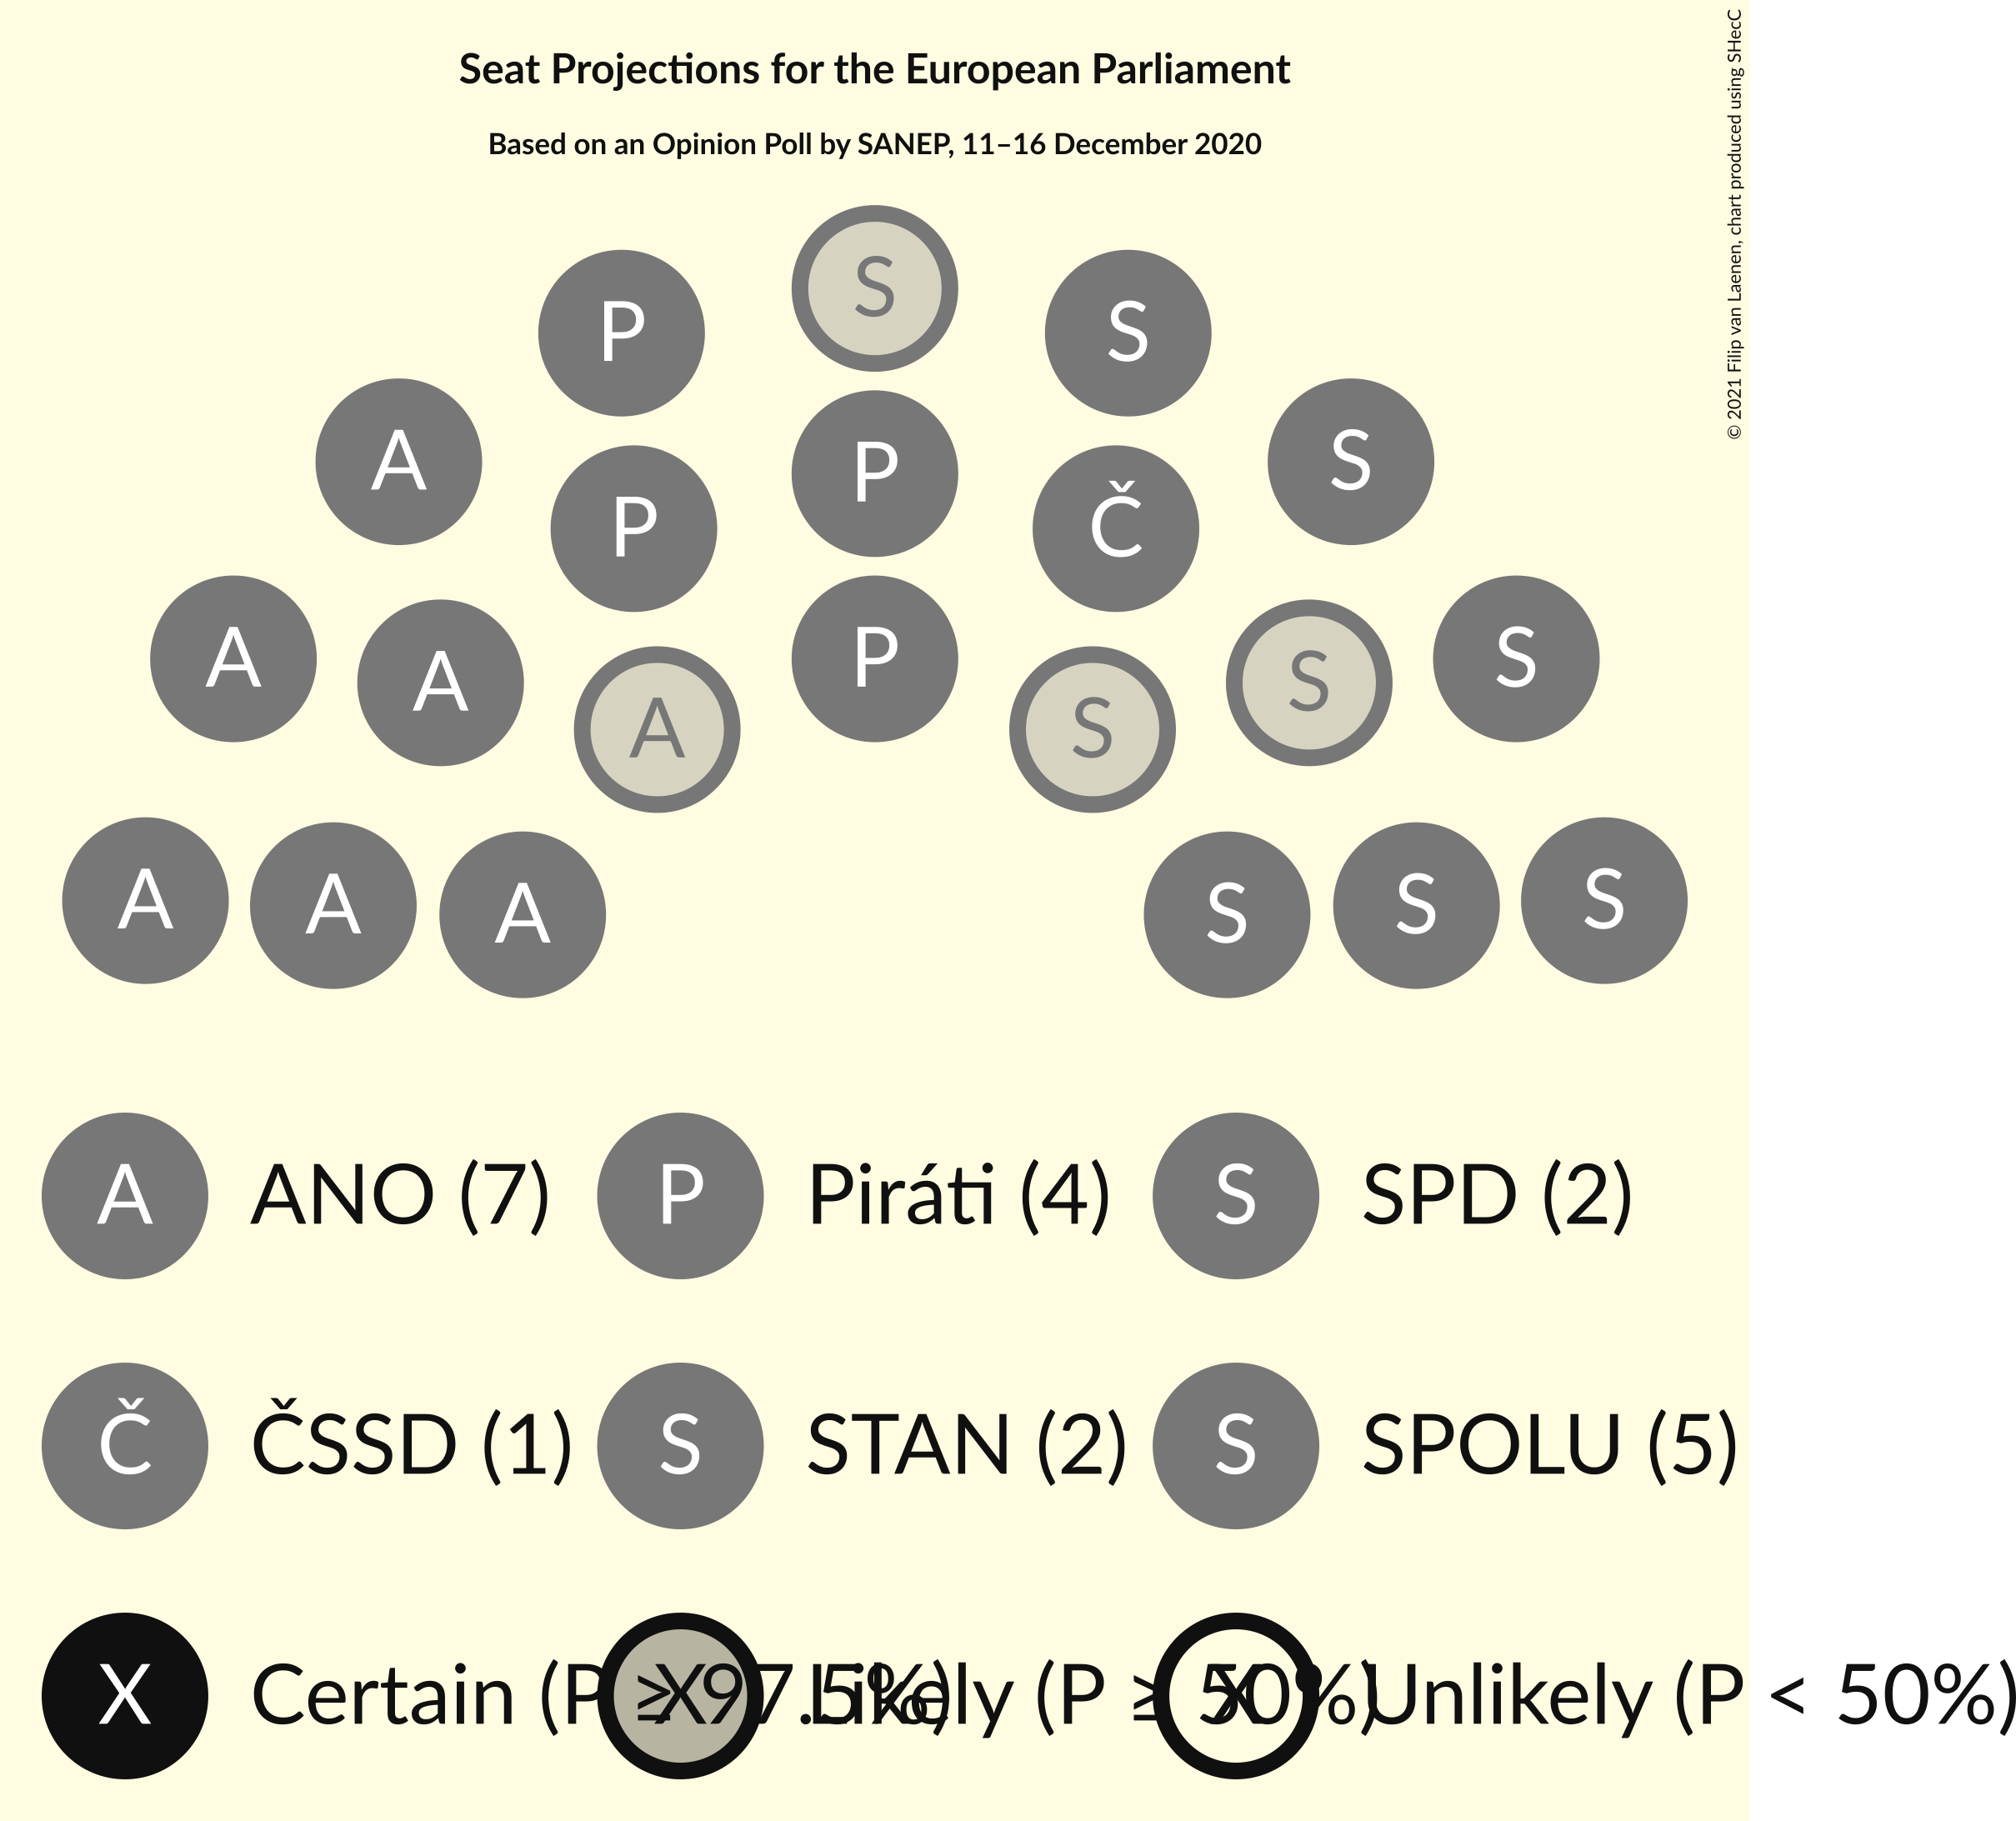 Seat Projections for the European Parliament
Based on an Opinion Poll by SANEP, 11–16 December 2020
© 2021 Filip van Laenen, chart produced using SHecC
S
P S
A P S
P Č
A P S
A S
A S
A S
A S
A S
A ANO (7) P Piráti (4) S SPD (2)
Č ČSSD (1) S STAN (2) S SPOLU (5)
X Certain (P ≥ 97.5%) X Likely (P ≥ 50%) X Unlikely (P < 50%)